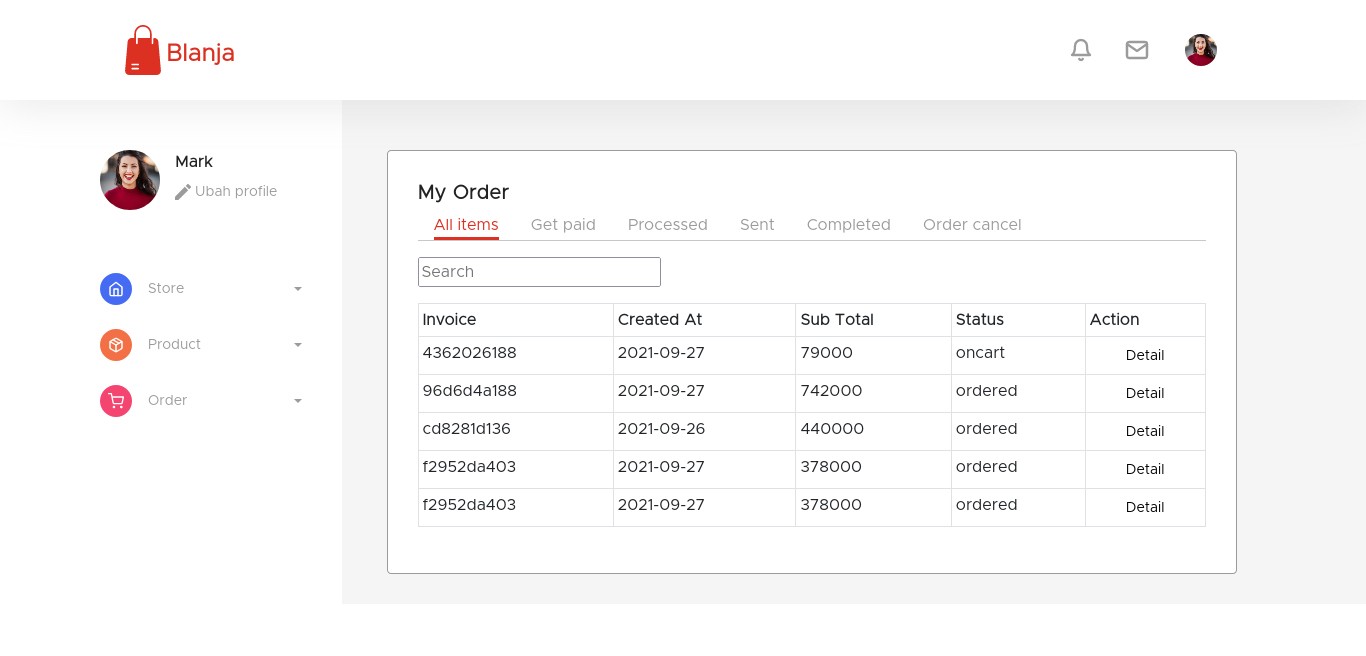 Blanja
Mark
Ubah profile
Store
Product
Order
My Order
All items Get paid Processed Sent Completed Order cancel
Search
Invoice Created At Sub Total Status Action
4362026188 2021-09-27 79000 oncart Detail
96d6d4a188 2021-09-27 742000 ordered Detail
cd8281d136 2021-09-26 440000 ordered Detail
f2952da403 2021-09-27 378000 ordered Detail
f2952da403 2021-09-27 378000 ordered Detail